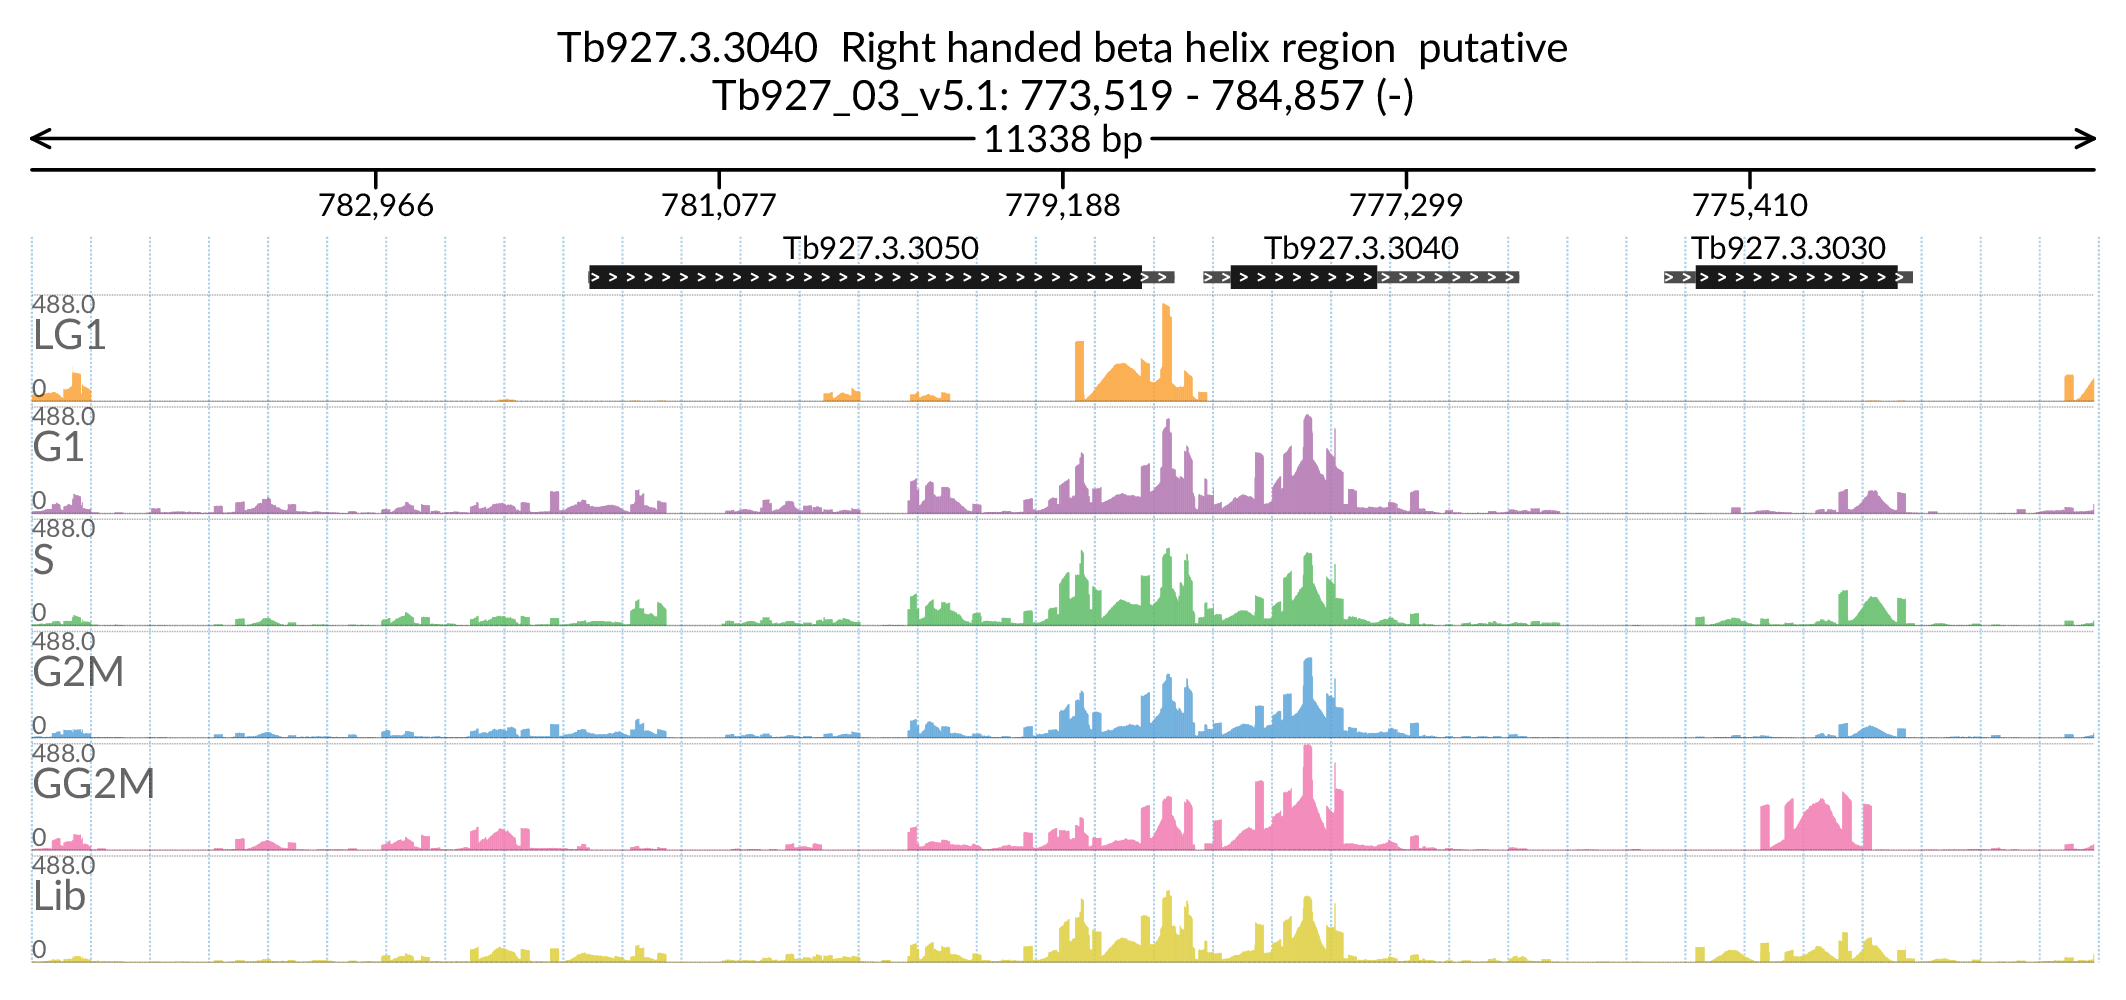 Tb927.3.3040  Right handed beta helix region  putative
Tb927_03_v5.1: 773,519 - 784,857 (-)
11338 bp
782,966 781,077 779,188 777,299 775,410
Tb927.3.3050 Tb927.3.3040 Tb927.3.3030
488.0
LG1
0
488.0
G1
0
488.0
S
0
488.0
G2M
0
488.0
GG2M
0
488.0
Lib
0